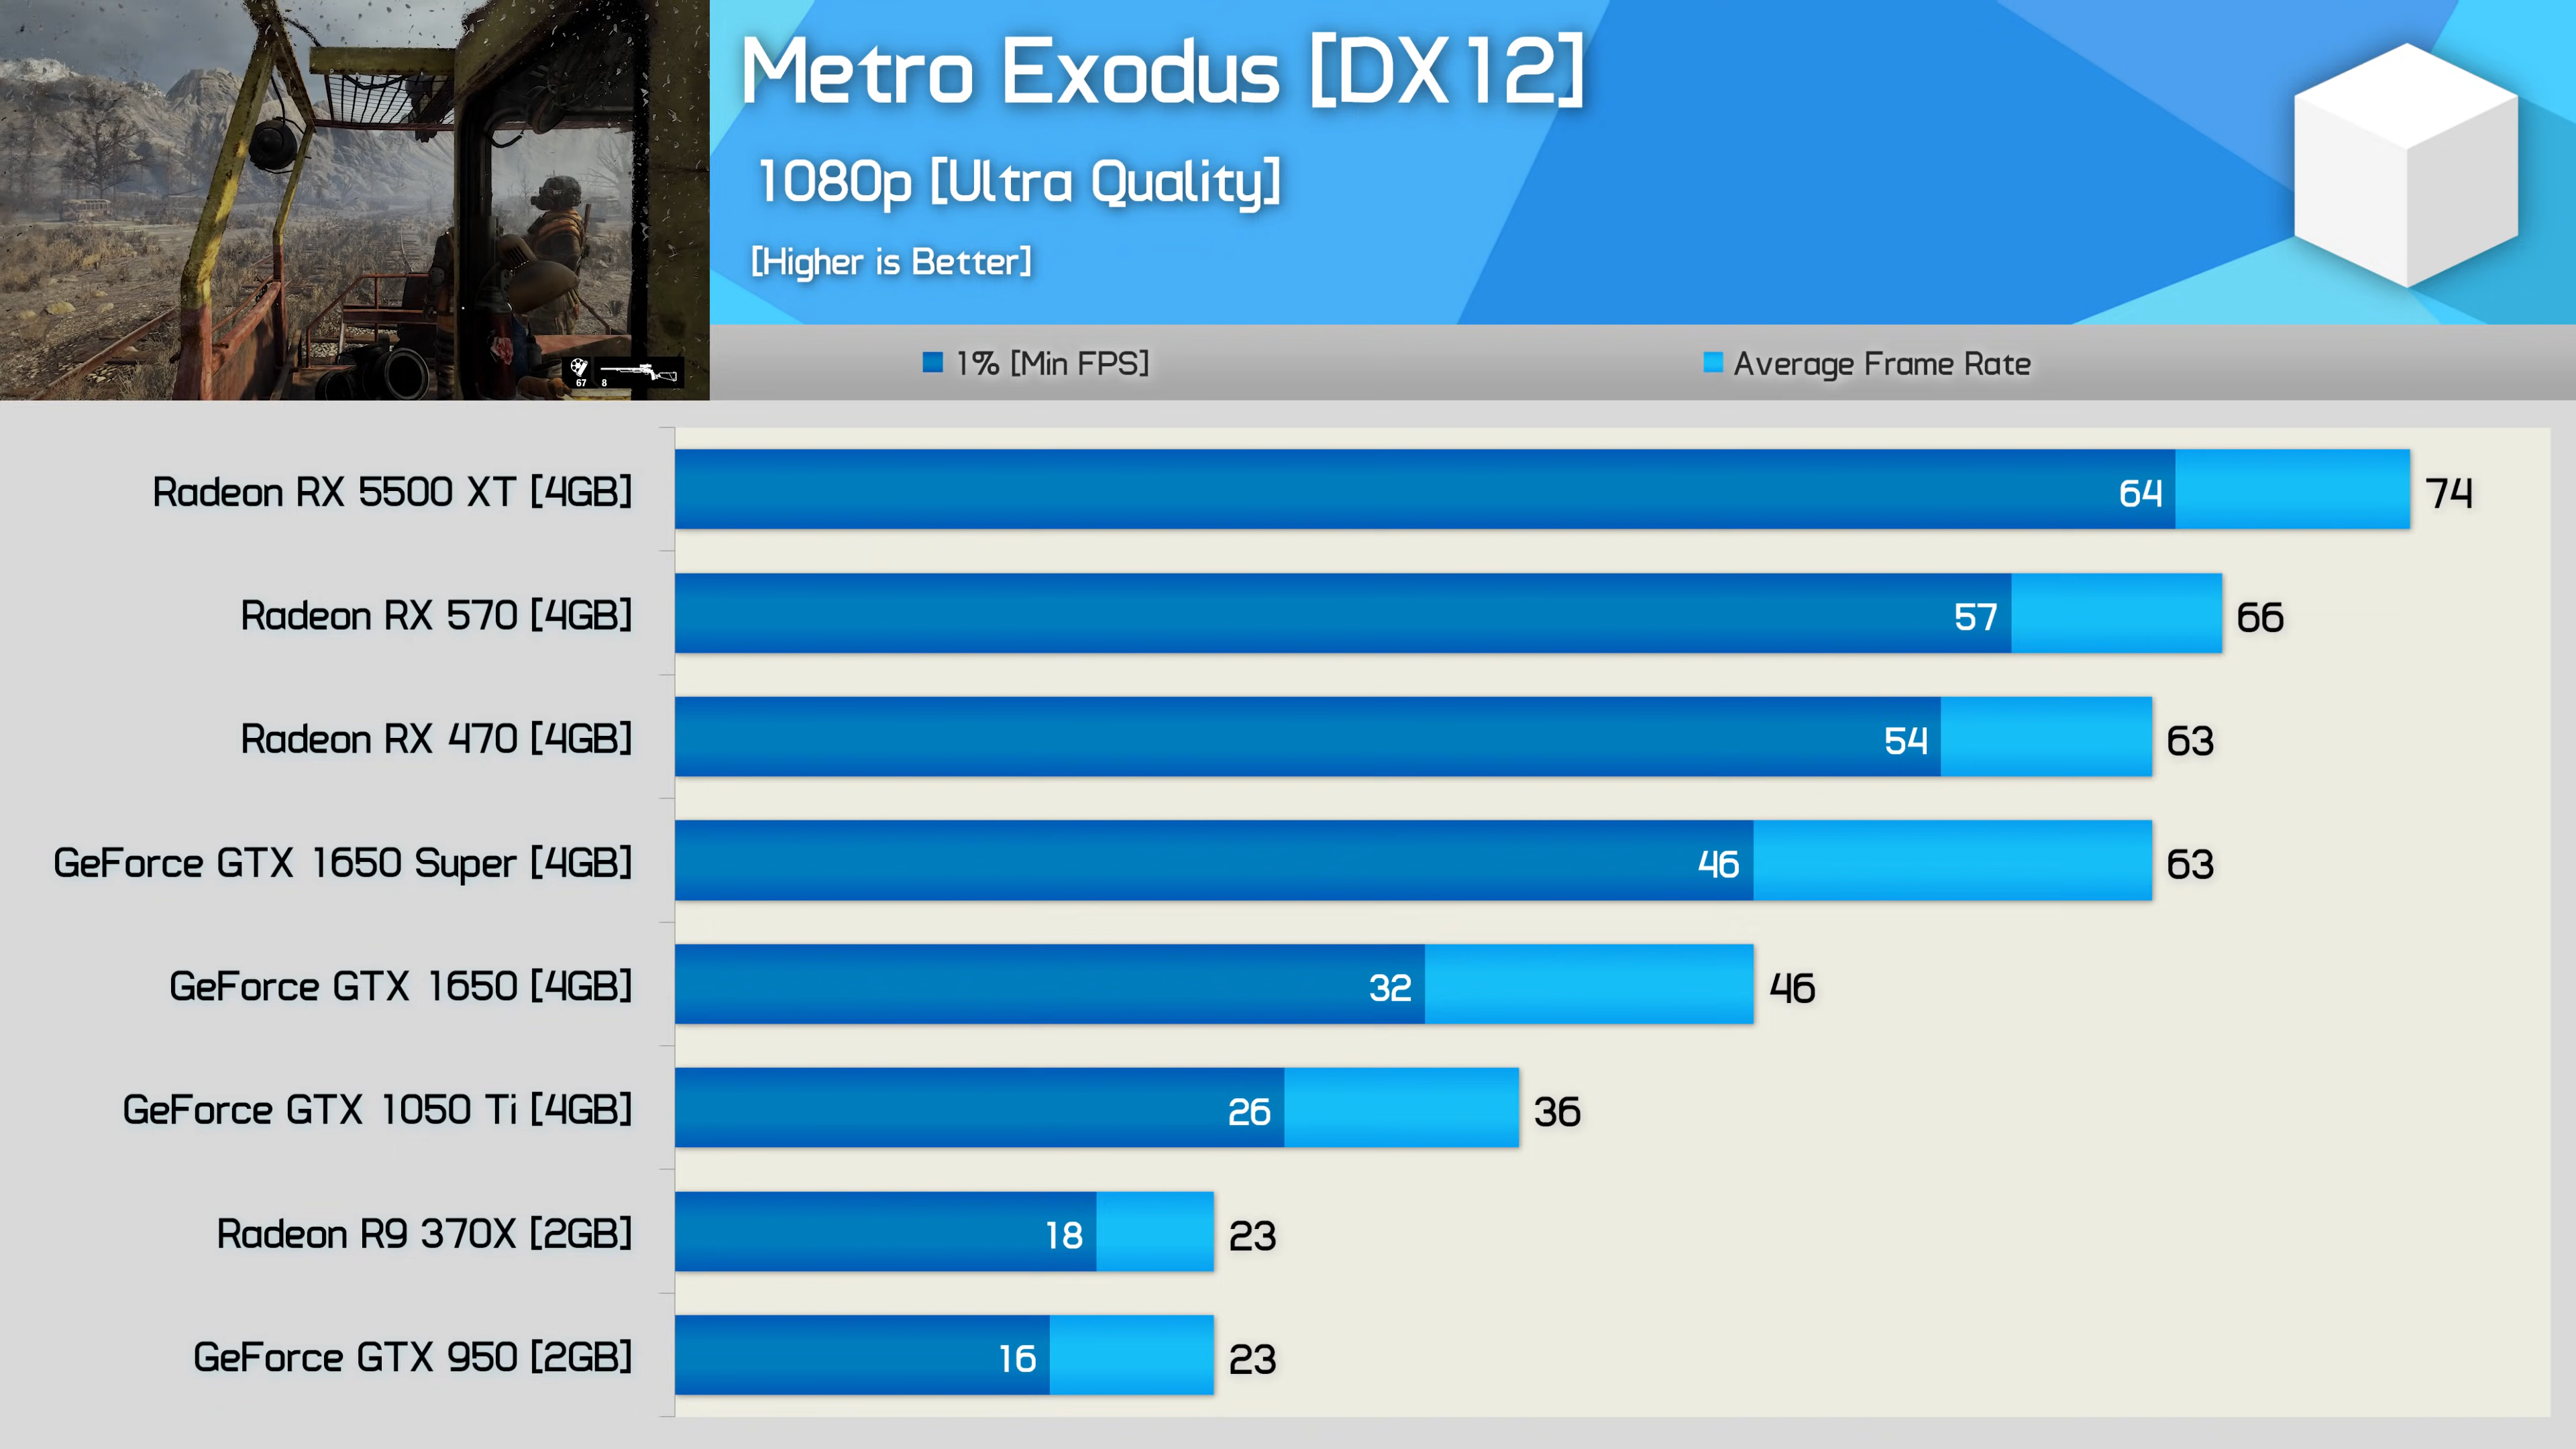 Metro Exodus [DX12]
1080p [Ultra Quality]
[Higher is Better]
67 8
1% [Min FPS] Average Frame Rate
Radeon RX 5500 XT [4GB] 64 74
Radeon RX 570 [4GB] 57 66
Radeon RX 470 [4GB] 54 63
GeForce GTX 1650 Super [4GB] 46 63
GeForce GTX 1650 [4GB] 32 46
GeForce GTX 1050 Ti [4GB] 26 36
Radeon R9 370X [2GB] 18 23
GeForce GTX 950 [2GB] 16 23